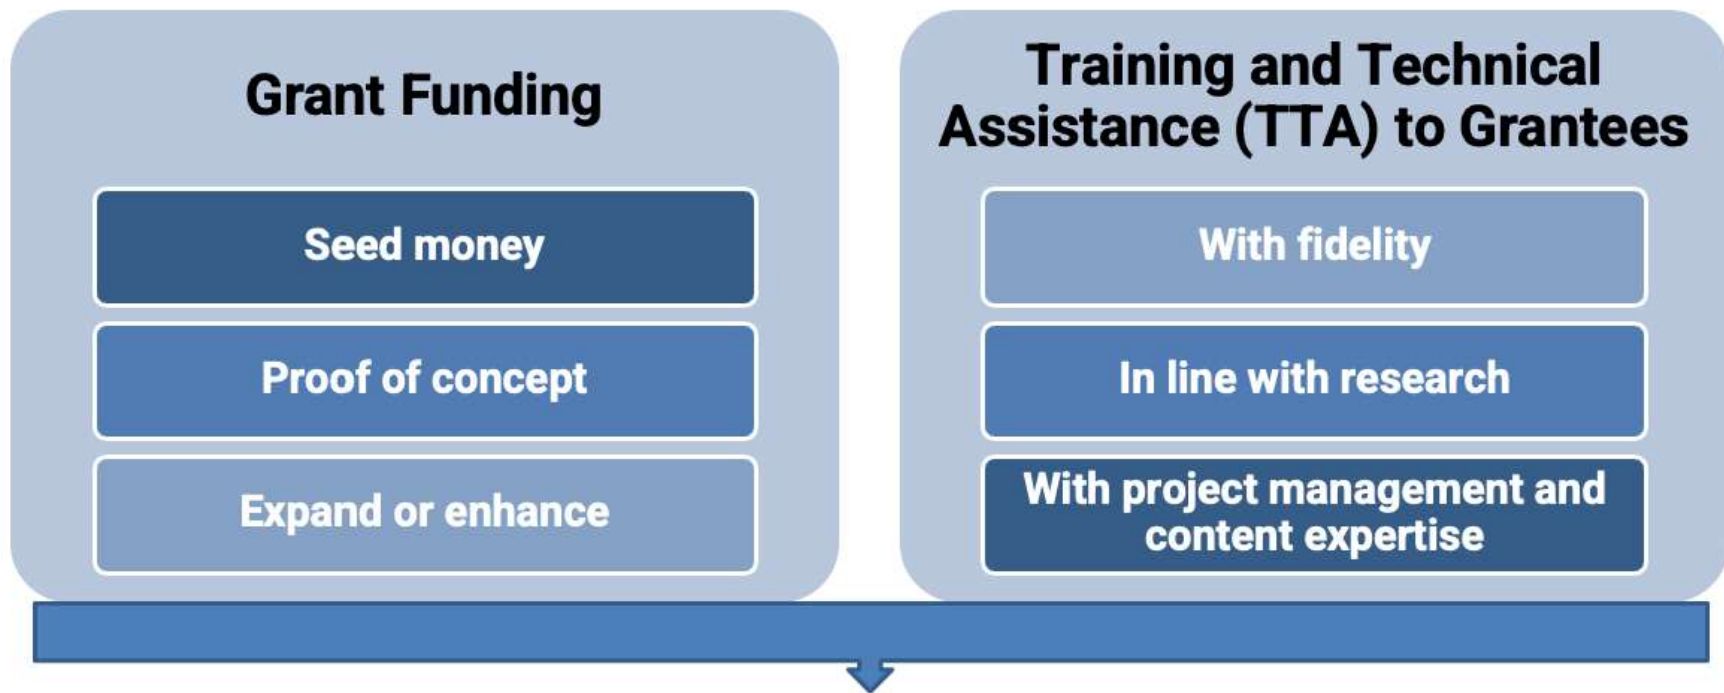 Grant Funding
Seed money
Proof of concept
Expand or enhance
Training and Technical
Assistance (TTA) to Grantees
With fidelity
In line with research
With project management and
content expertise